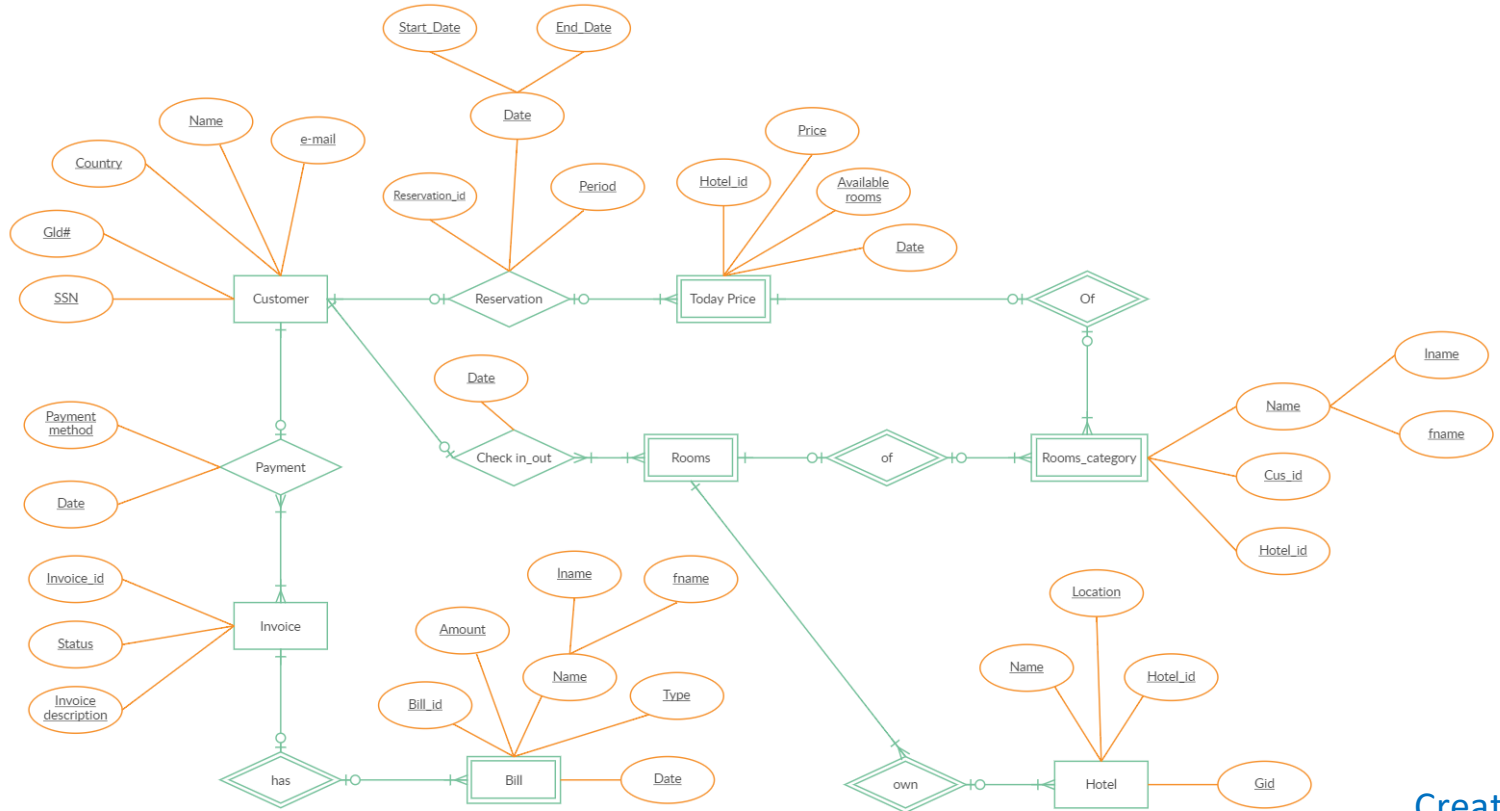 Start_Date
End_Date
Date
Name
e-mail
Country
Price
Reservation_id
Period
Hotel_id
Available
rooms
GId#
Date
SSN
Customer
Reservation
Today Price
Of
Date
lname
Name
fname
Payment
method
Payment
Check in_out
Rooms
of
Rooms_category
Cus_id
Date
Hotel_id
Invoice_id
lname
fname
Location
Invoice
Amount
Status
Name
Name
Hotel_id
Bill_id
Type
Invoice
description
has
Bill
Date
own
Hotel
Gid
Creat